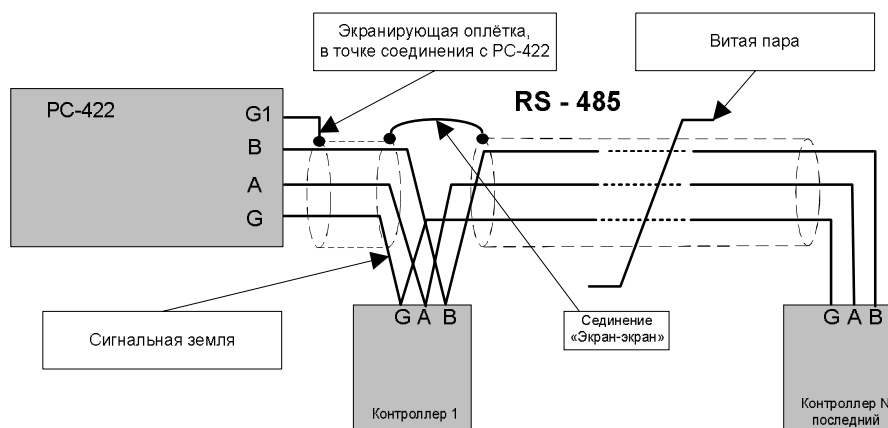 Экранирующая оплётка,
в точке соединения с РС-422
Витая пара
RS - 485
РС-422
G1
B
A
G
Сигнальная земля
G A B
Сединение
«Экран-экран»
G A B
Контроллер 1
Контроллер N
последний